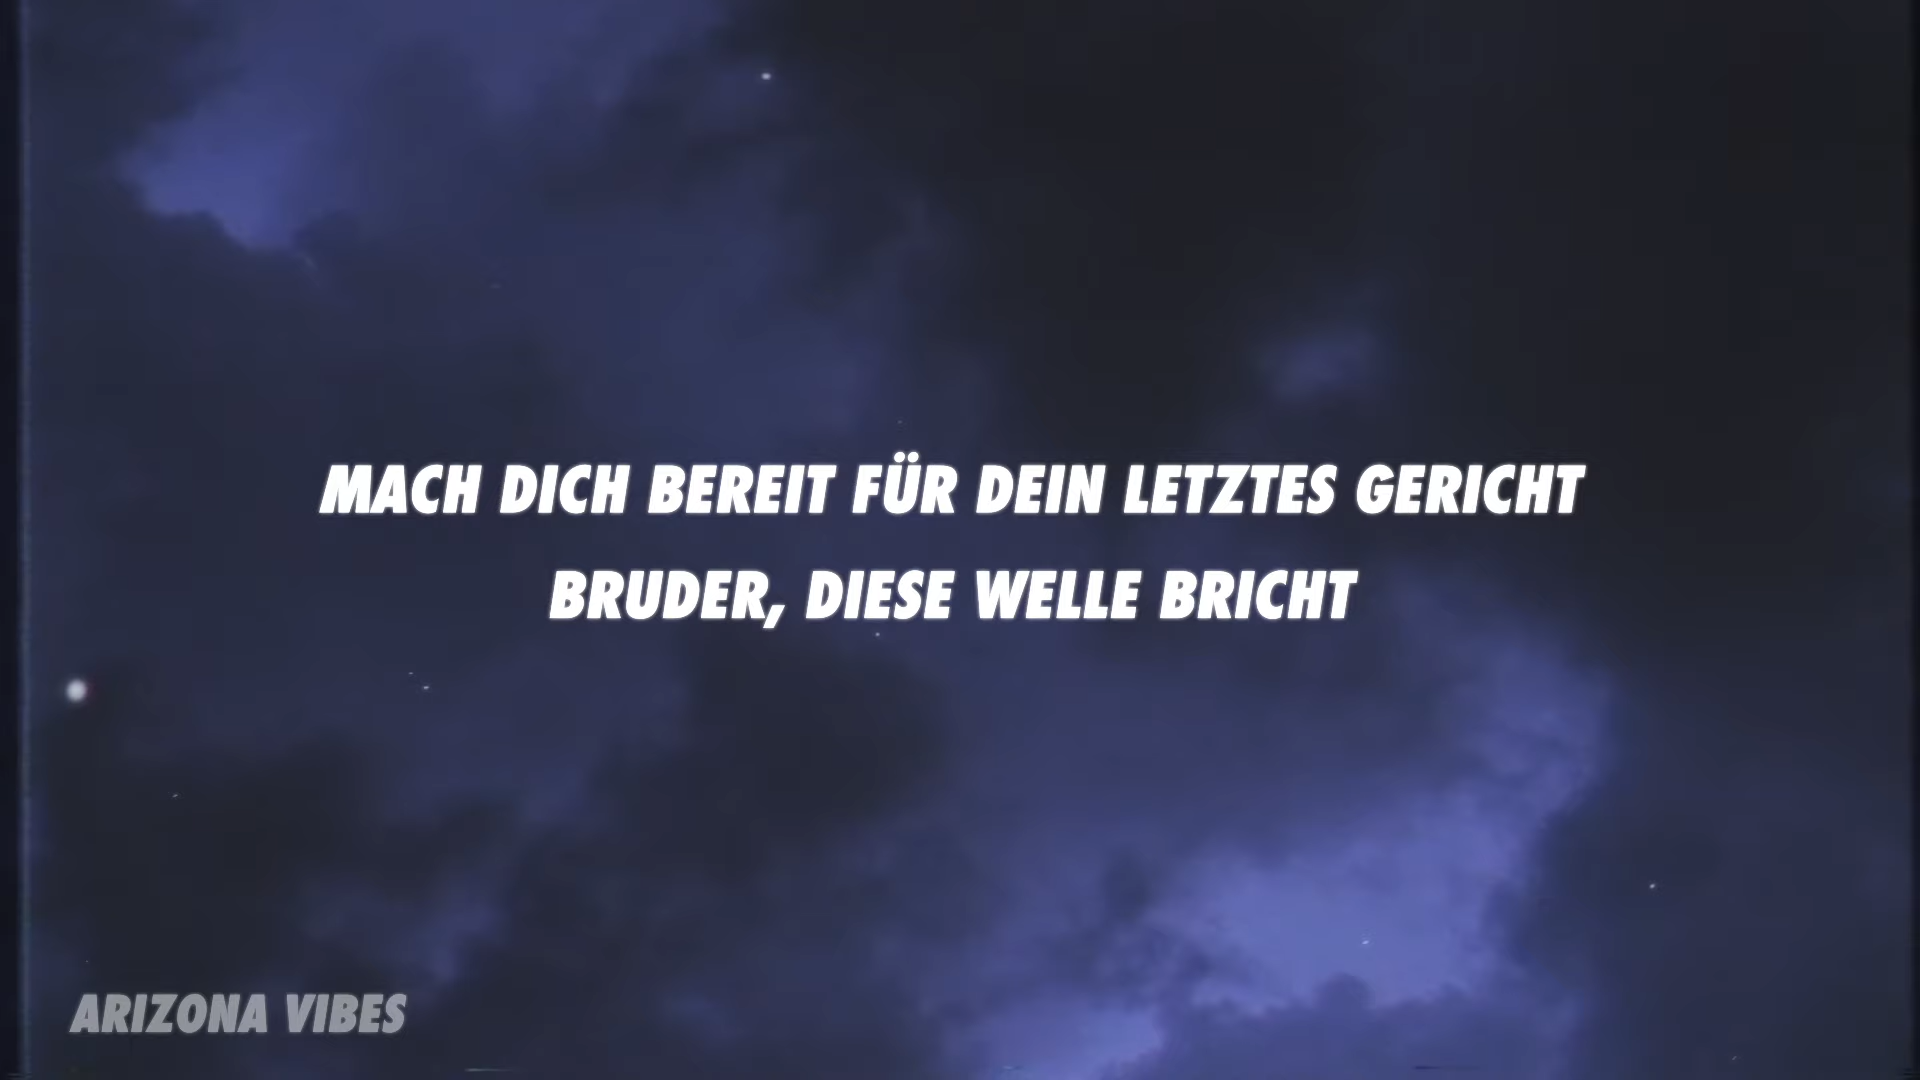 MACH DICH BEREIT FÜR DEIN LETZTES GERICHT
BRUDER, DIESE WELLE BRICHT
ARIZONA VIBES